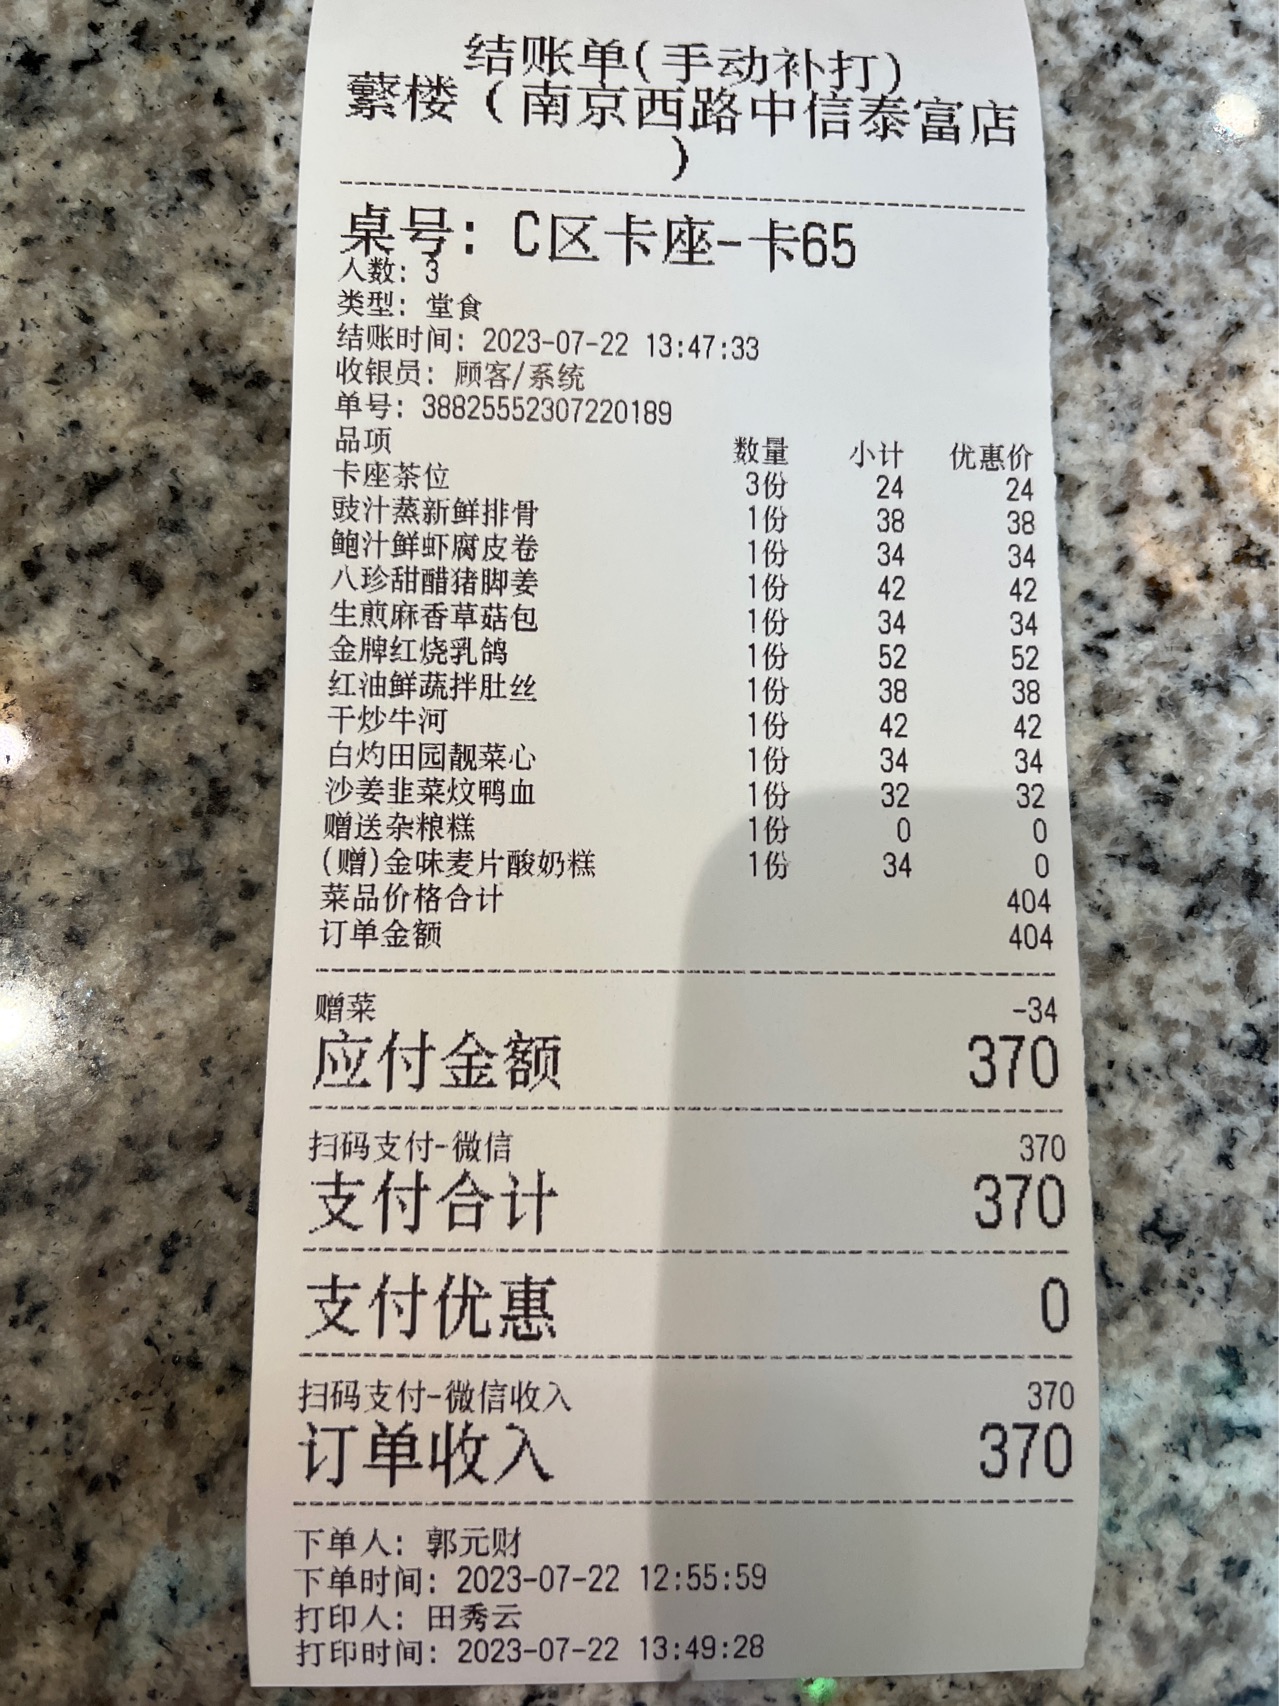 结账单(手动补打)
蘩楼（南京西路中信泰富店
）
桌号: C区卡座-卡65
人数: 3
类型: 堂食
结账时间: 2023-07-22 13:47:33
收银员: 顾客/系统
单号: 38825552307220189
品项 数量 小计 优惠价
卡座茶位 3份 24 24
豉汁蒸新鲜排骨 1份 38 38
鲍汁鲜虾腐皮卷 1份 34 34
八珍甜醋猪脚姜 1份 42 42
生煎麻香草菇包 1份 34 34
金牌红烧乳鸽 1份 52 52
红油鲜蔬拌肚丝 1份 38 38
干炒牛河 1份 42 42
白灼田园靓菜心 1份 34 34
沙姜韭菜炆鸭血 1份 32 32
赠送杂粮糕 1份 0 0
(赠)金味麦片酸奶糕 1份 34 0
菜品价格合计 404
订单金额 404
赠菜 -34
应付金额 370
扫码支付-微信 370
支付合计 370
支付优惠 0
扫码支付-微信收入 370
订单收入 370
下单人: 郭元财
下单时间: 2023-07-22 12:55:59
打印人: 田秀云
打印时间: 2023-07-22 13:49:28